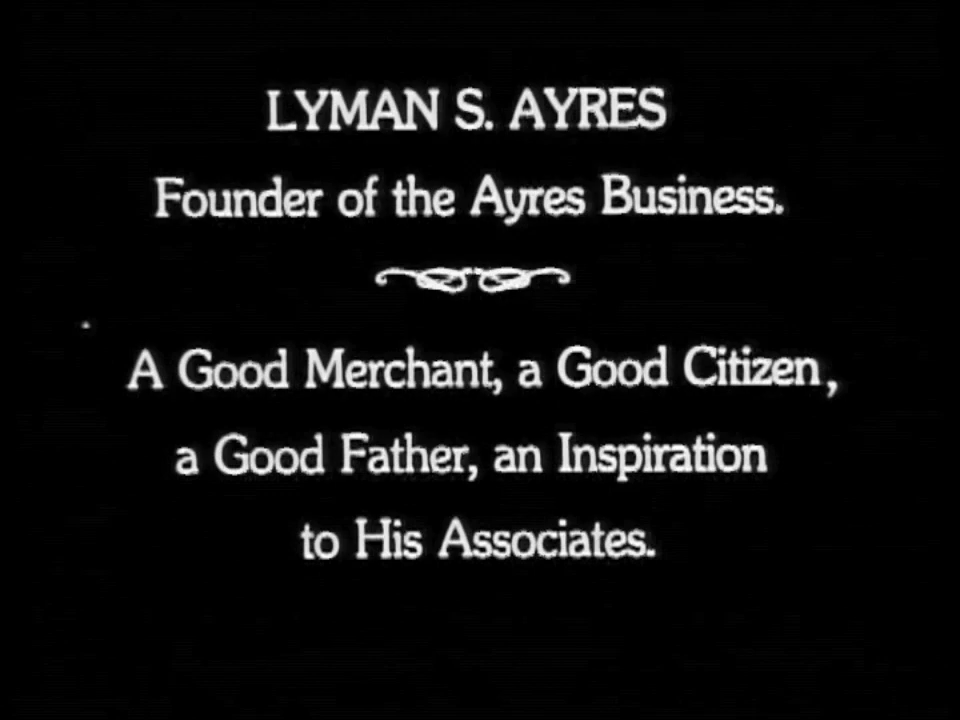 LYMAN S. AYRES
Founder of the Ayres Business.
A Good Merchant, a Good Citizen,
a Good Father, an Inspiration
to His Associates.